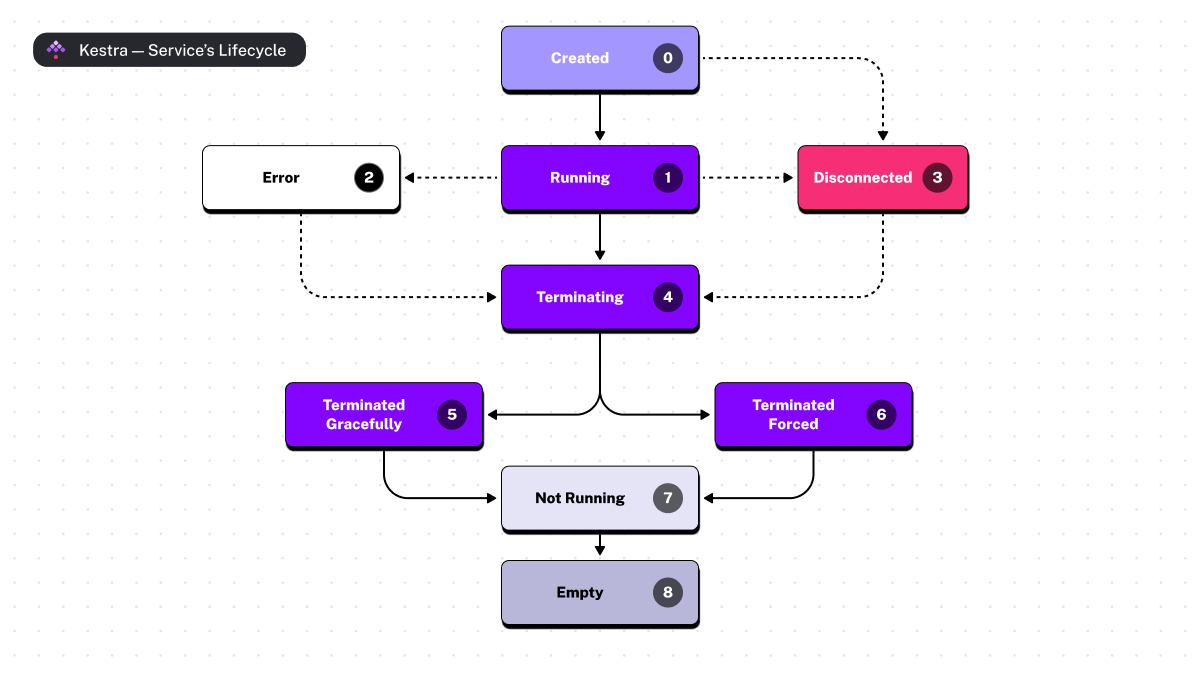 Kestra — Service’s Lifecycle
Created 0
Error 2
Running 1
Disconnected 3
Terminating 4
Terminated
Gracefully 5
Terminated
Forced 6
Not Running 7
Empty 8